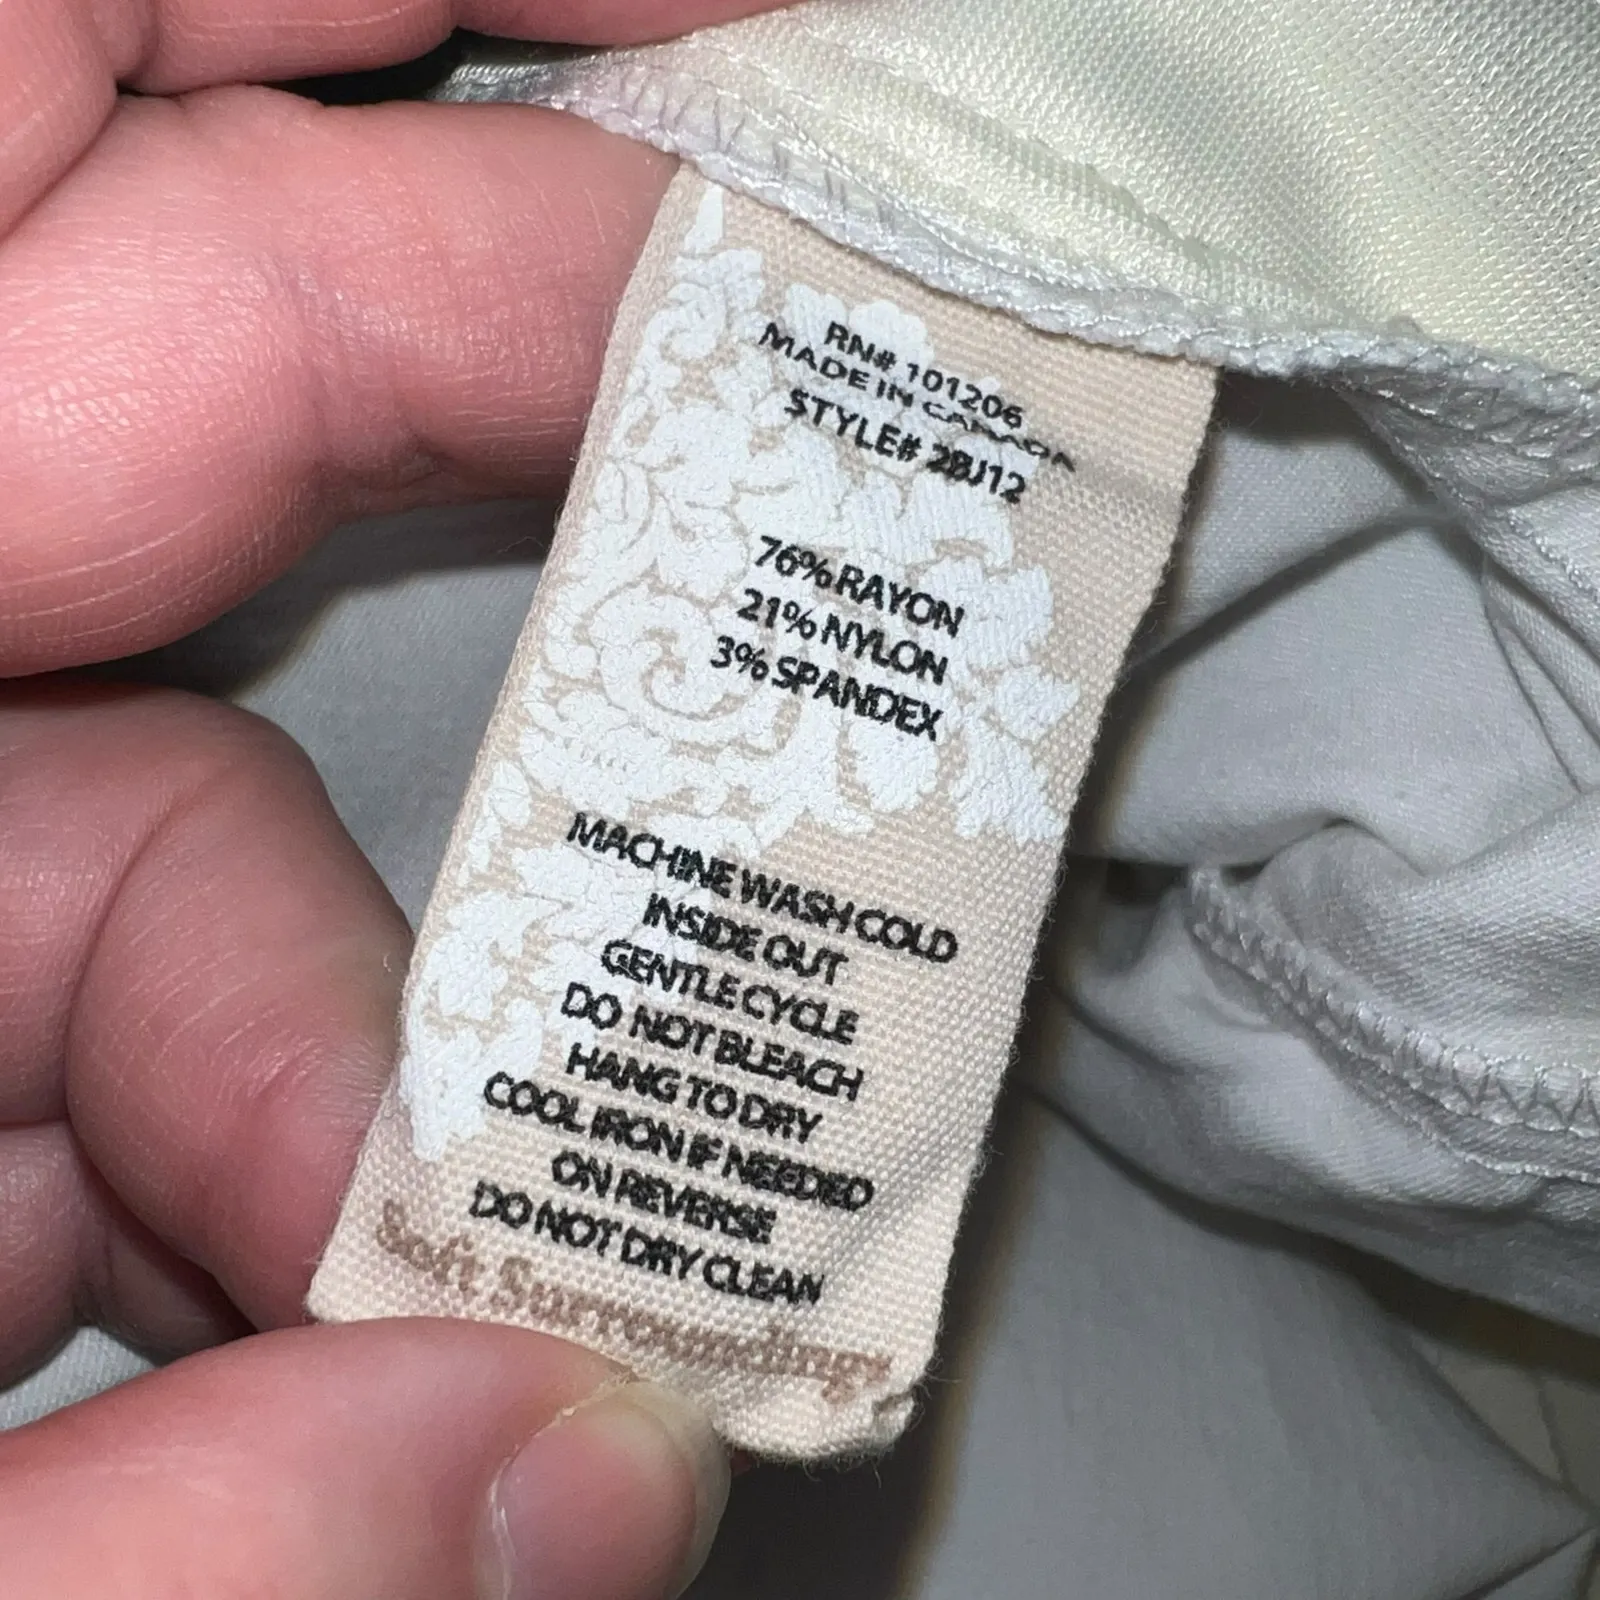 RN# 101206
MADE IN CANADA
STYLE# 2BJ12
76% RAYON
21% NYLON
3% SPANDEX
MACHINE WASH COLD
INSIDE OUT
GENTLE CYCLE
DO NOT BLEACH
HANG TO DRY
COOL IRON IF NEEDED
ON REVERSE
DO NOT DRY CLEAN
Soft Surroundings